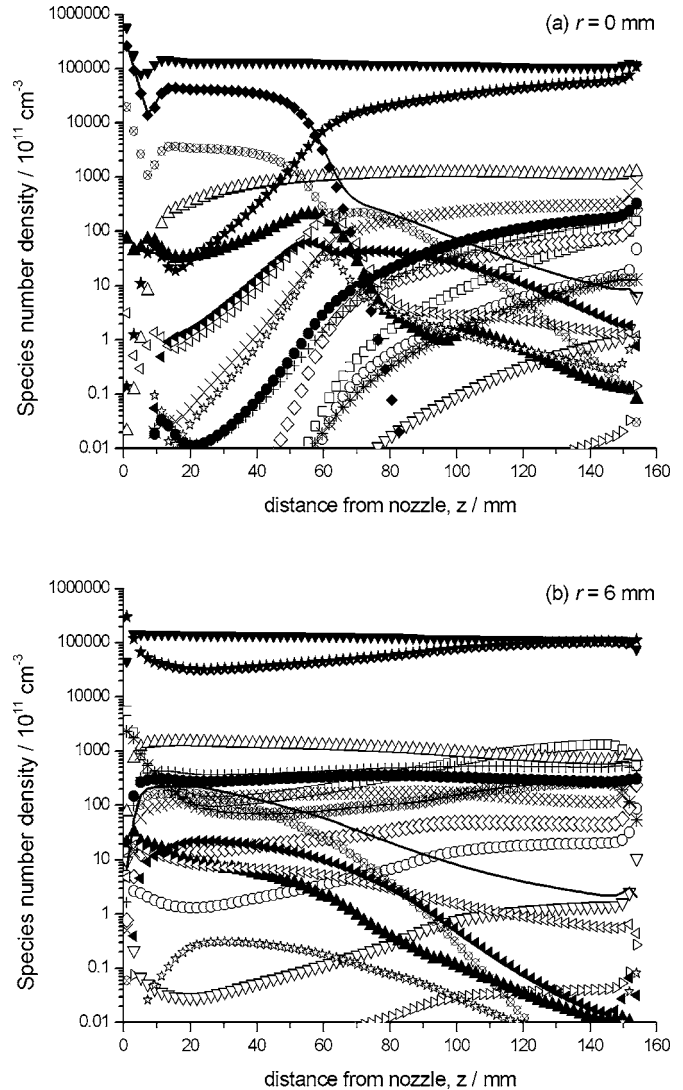 (a) r = 0 mm
1000000
100000
10000
1000
100
10
1
0.1
0.01
Species number density / 10¹¹ cm⁻³
0 20 40 60 80 100 120 140 160
distance from nozzle, z / mm
(b) r = 6 mm
1000000
100000
10000
1000
100
10
1
0.1
0.01
Species number density / 10¹¹ cm⁻³
0 20 40 60 80 100 120 140 160
distance from nozzle, z / mm